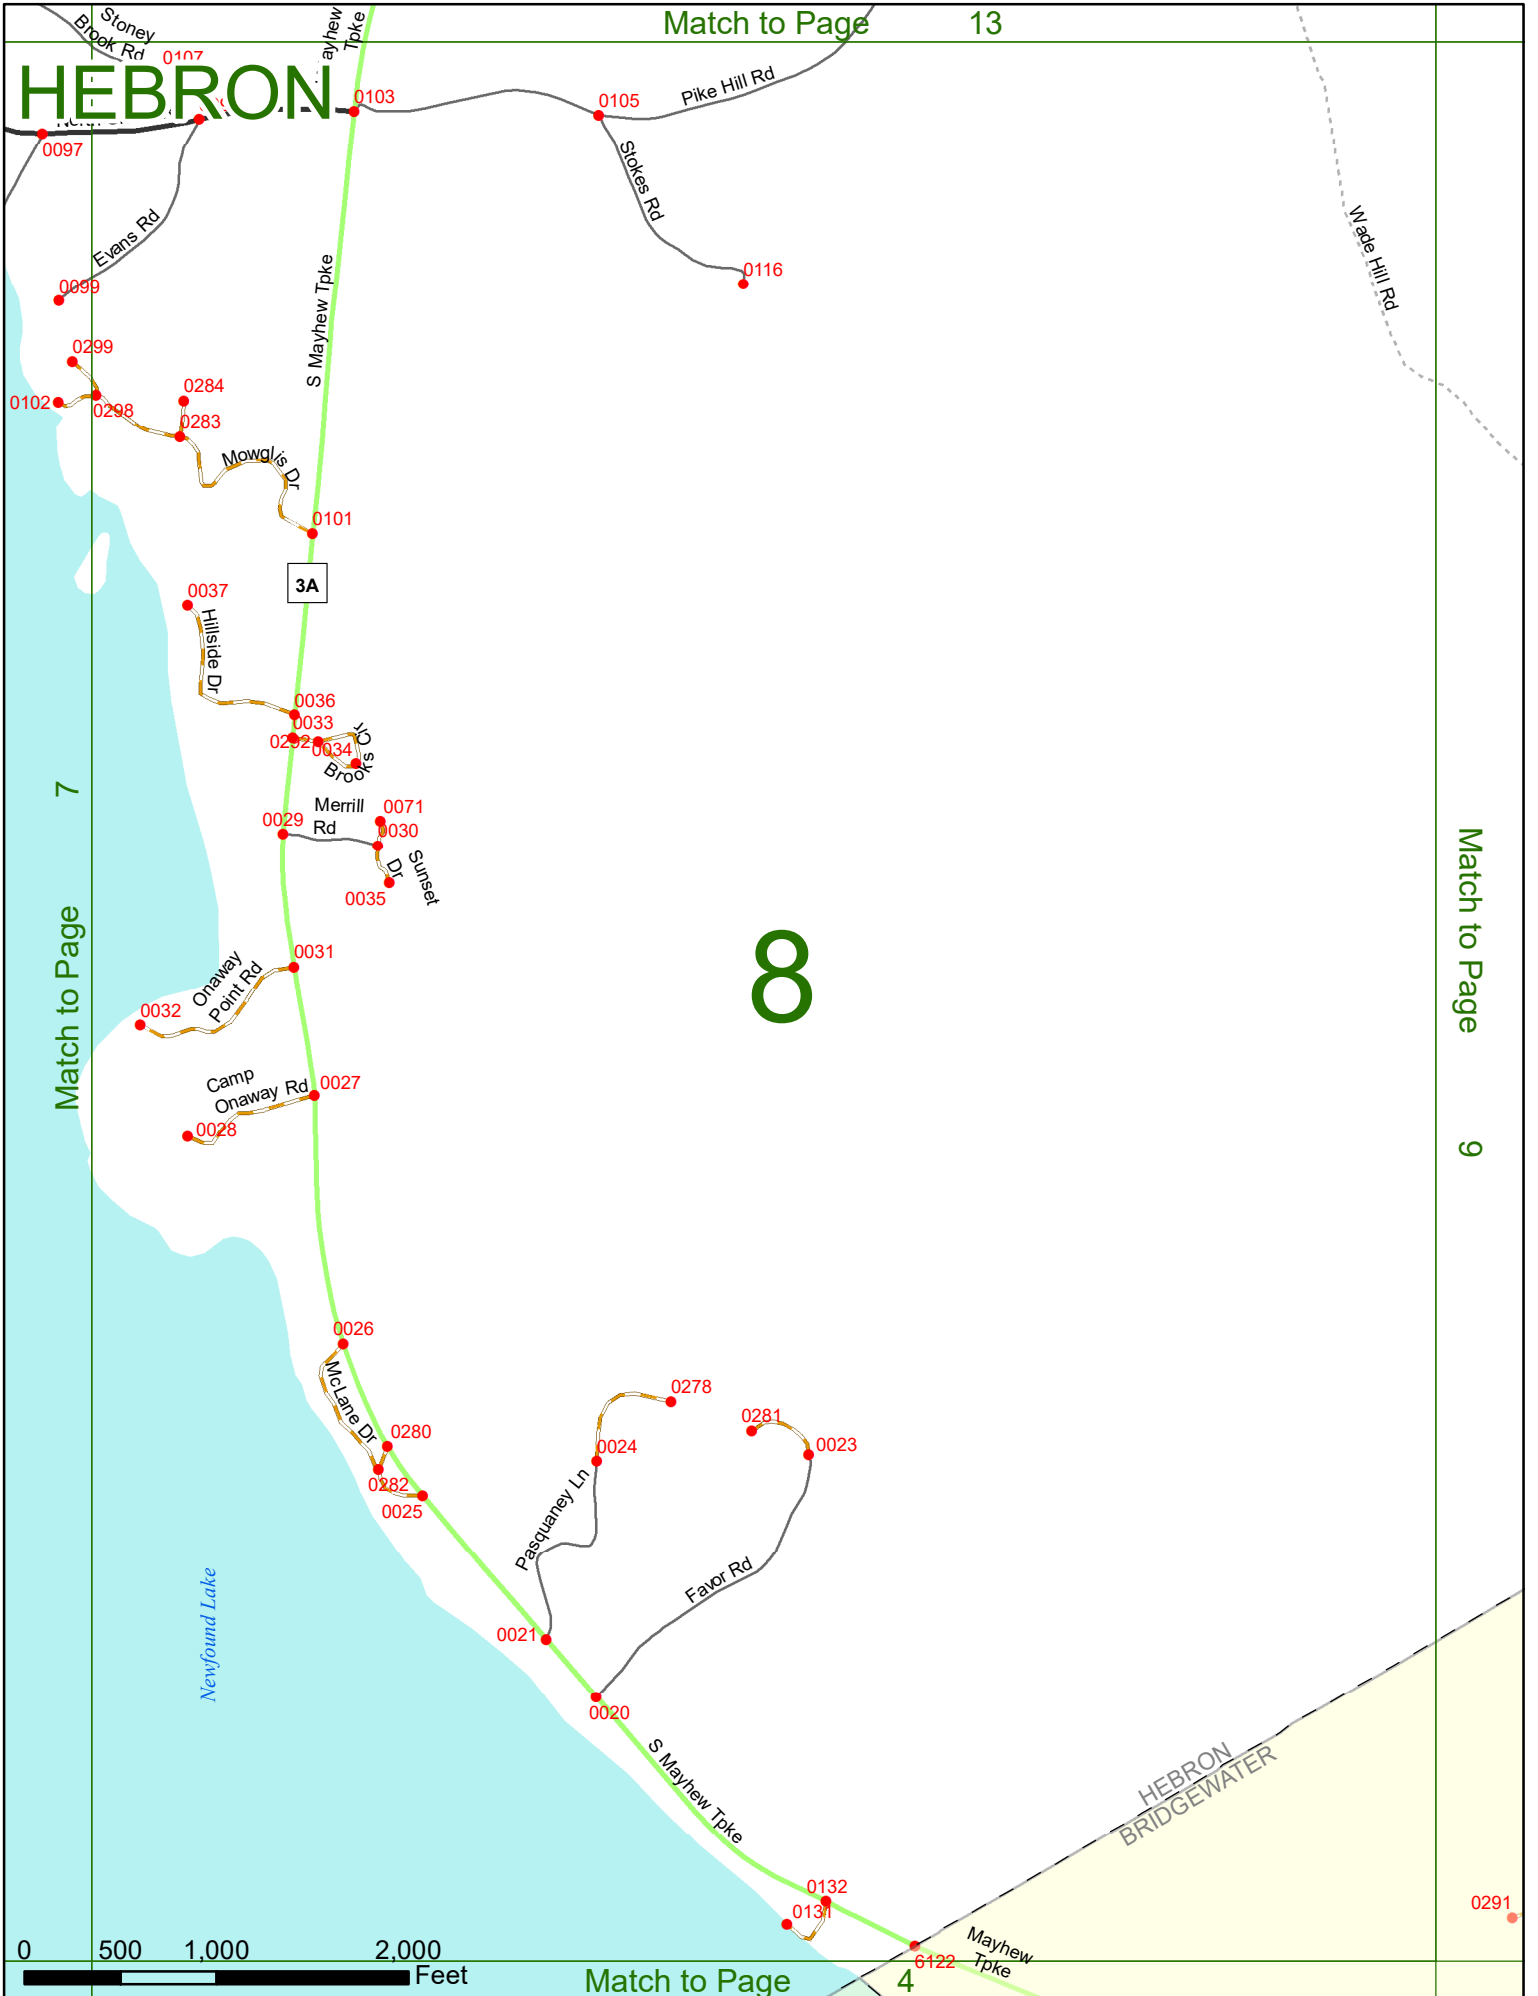 Match to Page 13
Stoney
Brook Rd
Mayhew
Tpke
0107
HEBRON
0103
0105
Pike Hill Rd
0097
Stokes Rd
Evans Rd
Wade Hill Rd
S Mayhew Tpke
0116
0099
0299
0284
0102
0298
0283
Mowglis Dr
0101
3A
0037
Hillside Dr
0036
0033
0292
0034
Brooks Cir
Merrill
Rd
0071
0029
0030
Sunset
Dr
0035
Match to Page 7
Match to Page 9
8
0031
Onaway
Point Rd
0032
Camp
Onaway Rd
0027
0028
0026
McLane Dr
0278
0281
0280
0024
0023
0282
0025
Pasquaney Ln
Favor Rd
Newfound Lake
0021
0020
S Mayhew Tpke
HEBRON
BRIDGEWATER
0132
0131
0291
Mayhew
Tpke
6122
0 500 1,000 2,000
Feet
Match to Page 4